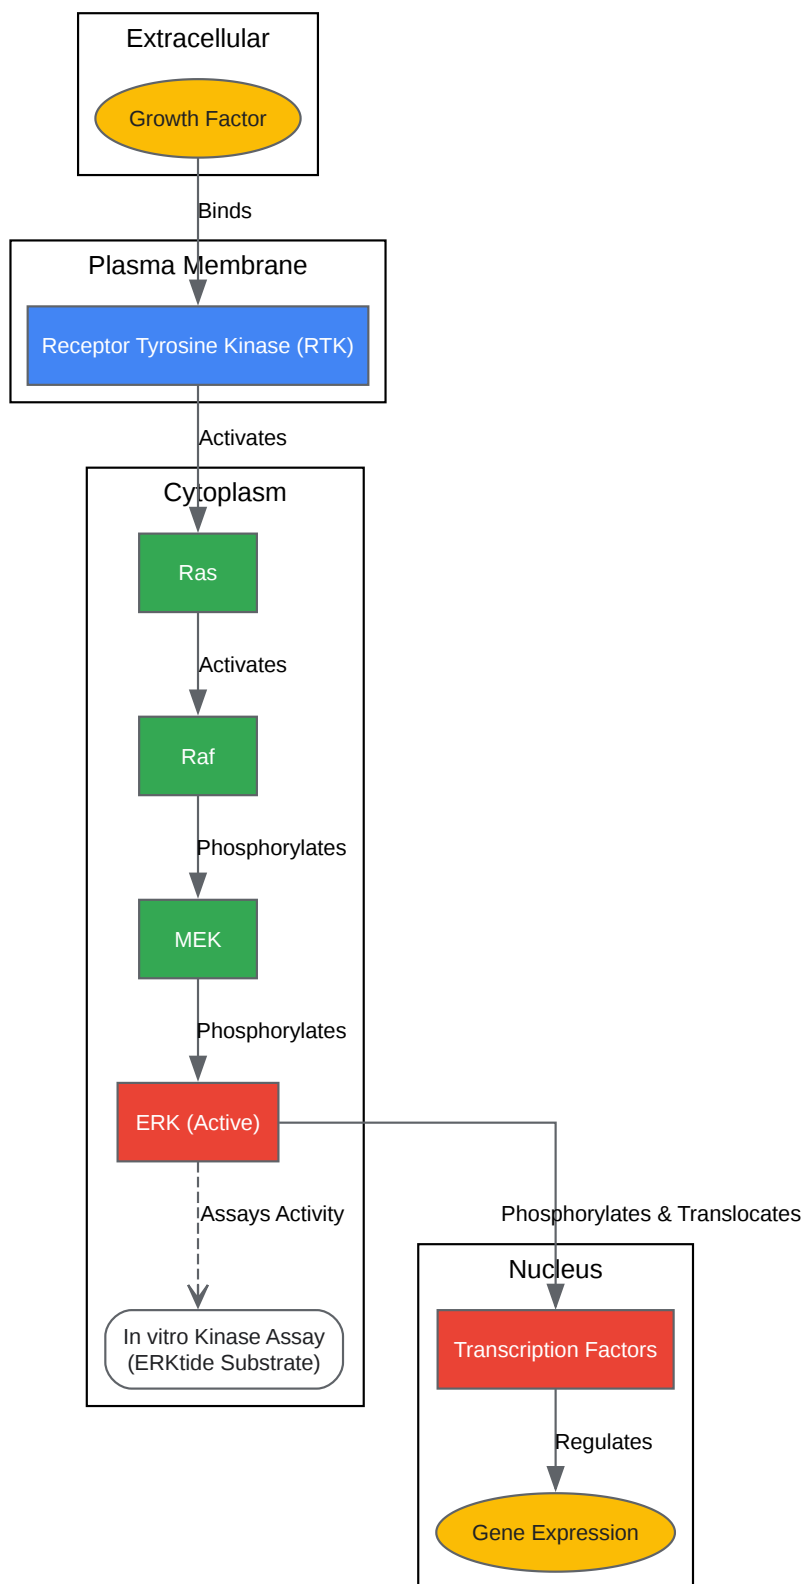 Extracellular
Growth Factor
Binds
Plasma Membrane
Receptor Tyrosine Kinase (RTK)
Activates
Cytoplasm
Ras
Activates
Raf
Phosphorylates
MEK
Phosphorylates
ERK (Active)
Assays Activity
Phosphorylates & Translocates
In vitro Kinase Assay
(ERKtide Substrate)
Nucleus
Transcription Factors
Regulates
Gene Expression